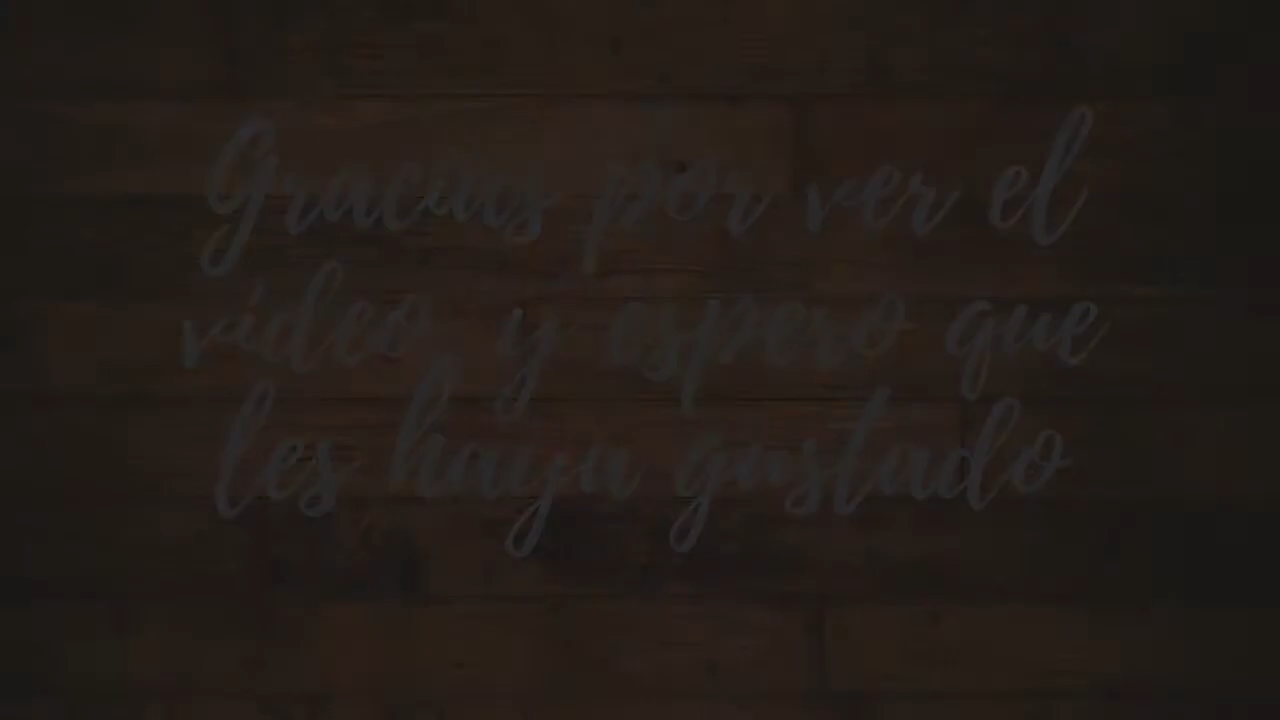 Gracias por ver el
video, y espero que
les haya gustado